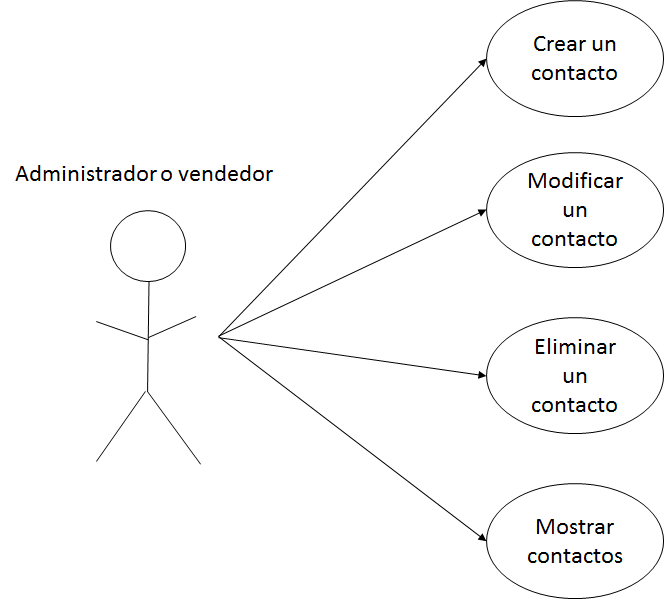 Crear un
contacto
Administrador o vendedor
Modificar
un
contacto
Eliminar
un
contacto
Mostrar
contactos